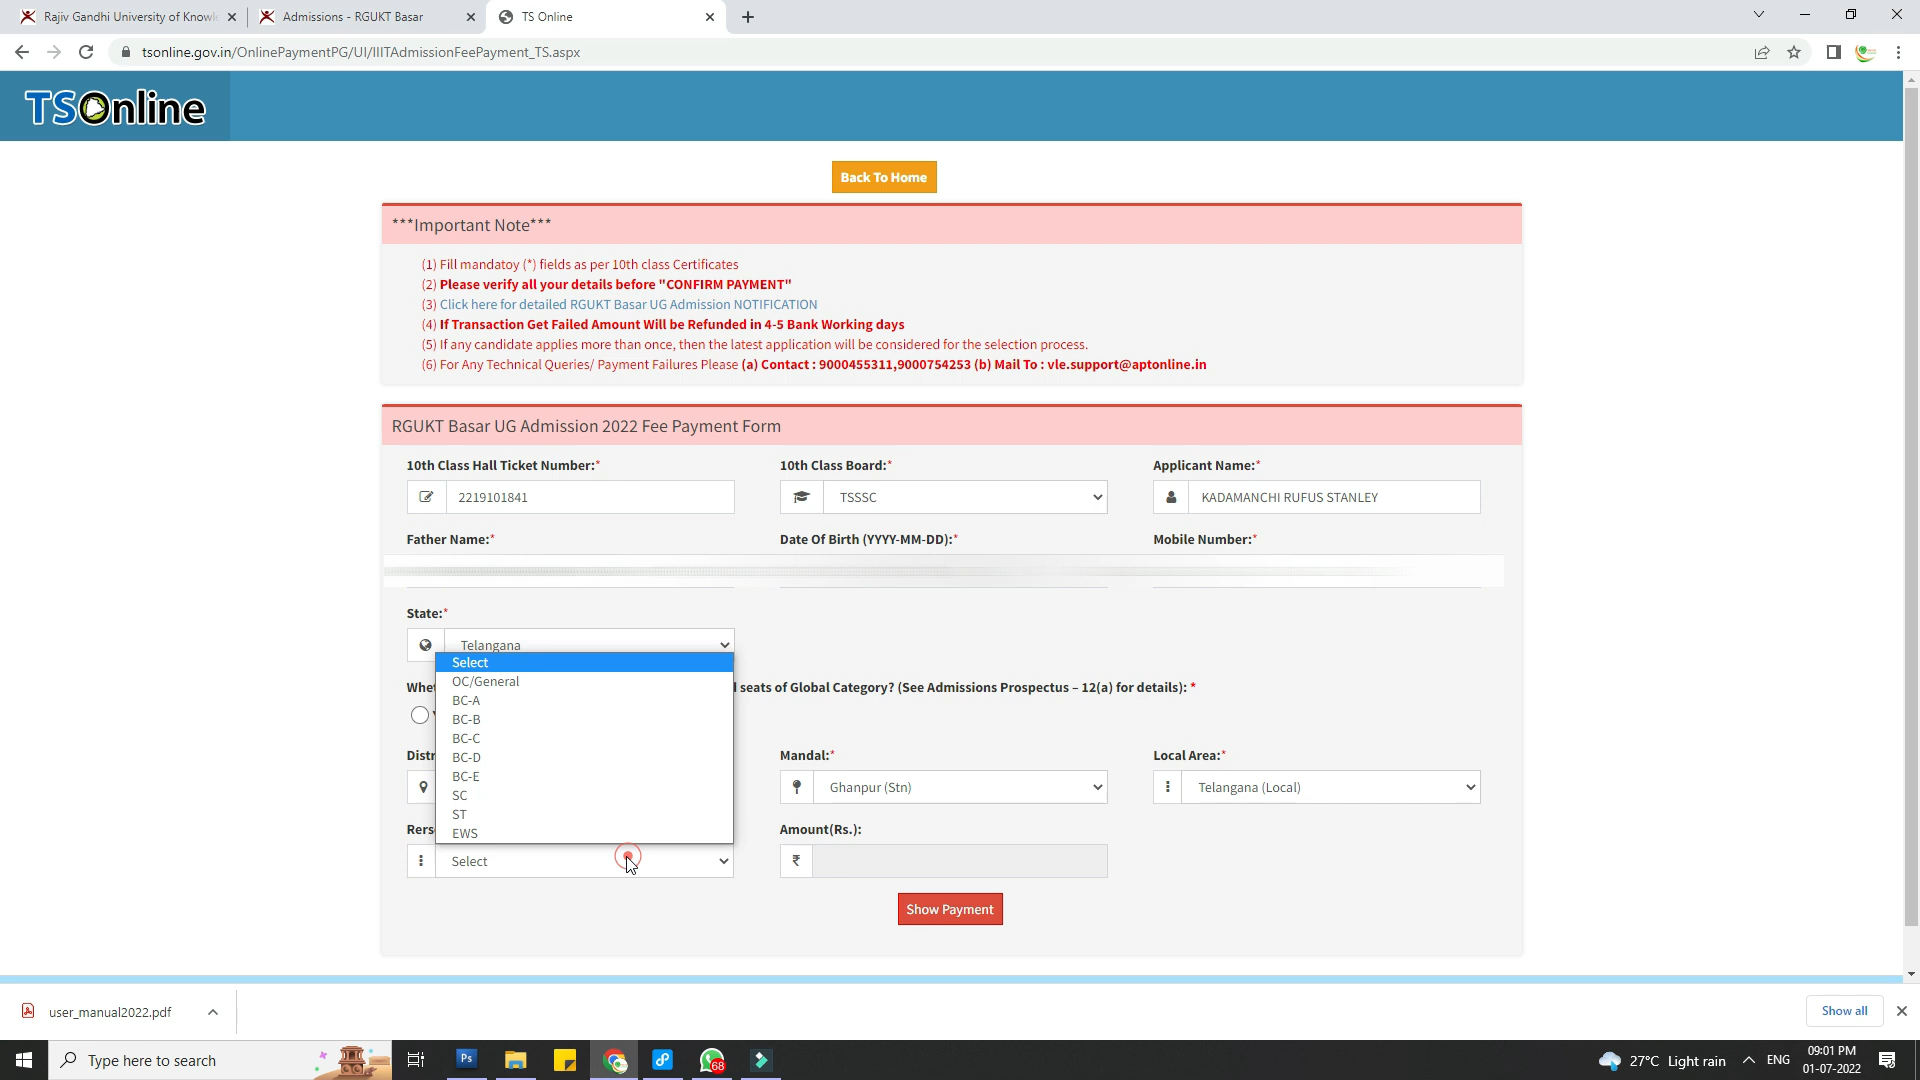 Rajiv Gandhi University of Knowle
Admissions - RGUKT Basar
TS Online
tsonline.gov.in/OnlinePaymentPG/UI/IIITAdmissionFeePayment_TS.aspx
TSOnline
Back To Home
***Important Note***
(1) Fill mandatoy (*) fields as per 10th class Certificates
(2) Please verify all your details before "CONFIRM PAYMENT"
(3) Click here for detailed RGUKT Basar UG Admission NOTIFICATION
(4) If Transaction Get Failed Amount Will be Refunded in 4-5 Bank Working days
(5) If any candidate applies more than once, then the latest application will be considered for the selection process.
(6) For Any Technical Queries/ Payment Failures Please (a) Contact : 9000455311,9000754253 (b) Mail To : vle.support@aptonline.in
RGUKT Basar UG Admission 2022 Fee Payment Form
10th Class Hall Ticket Number:*
10th Class Board:*
Applicant Name:*
2219101841
TSSSC
KADAMANCHI RUFUS STANLEY
Father Name:*
Date Of Birth (YYYY-MM-DD):*
Mobile Number:*
State:*
Telangana
Select
OC/General
BC-A
BC-B
BC-C
BC-D
BC-E
SC
ST
EWS
Whet
seats of Global Category? (See Admissions Prospectus – 12(a) for details): *
Distr
Mandal:*
Local Area:*
Ghanpur (Stn)
Telangana (Local)
Rers
Amount(Rs.):
Select
₹
Show Payment
user_manual2022.pdf
Show all
Type here to search
Ps
68
27°C Light rain
ENG
09:01 PM
01-07-2022